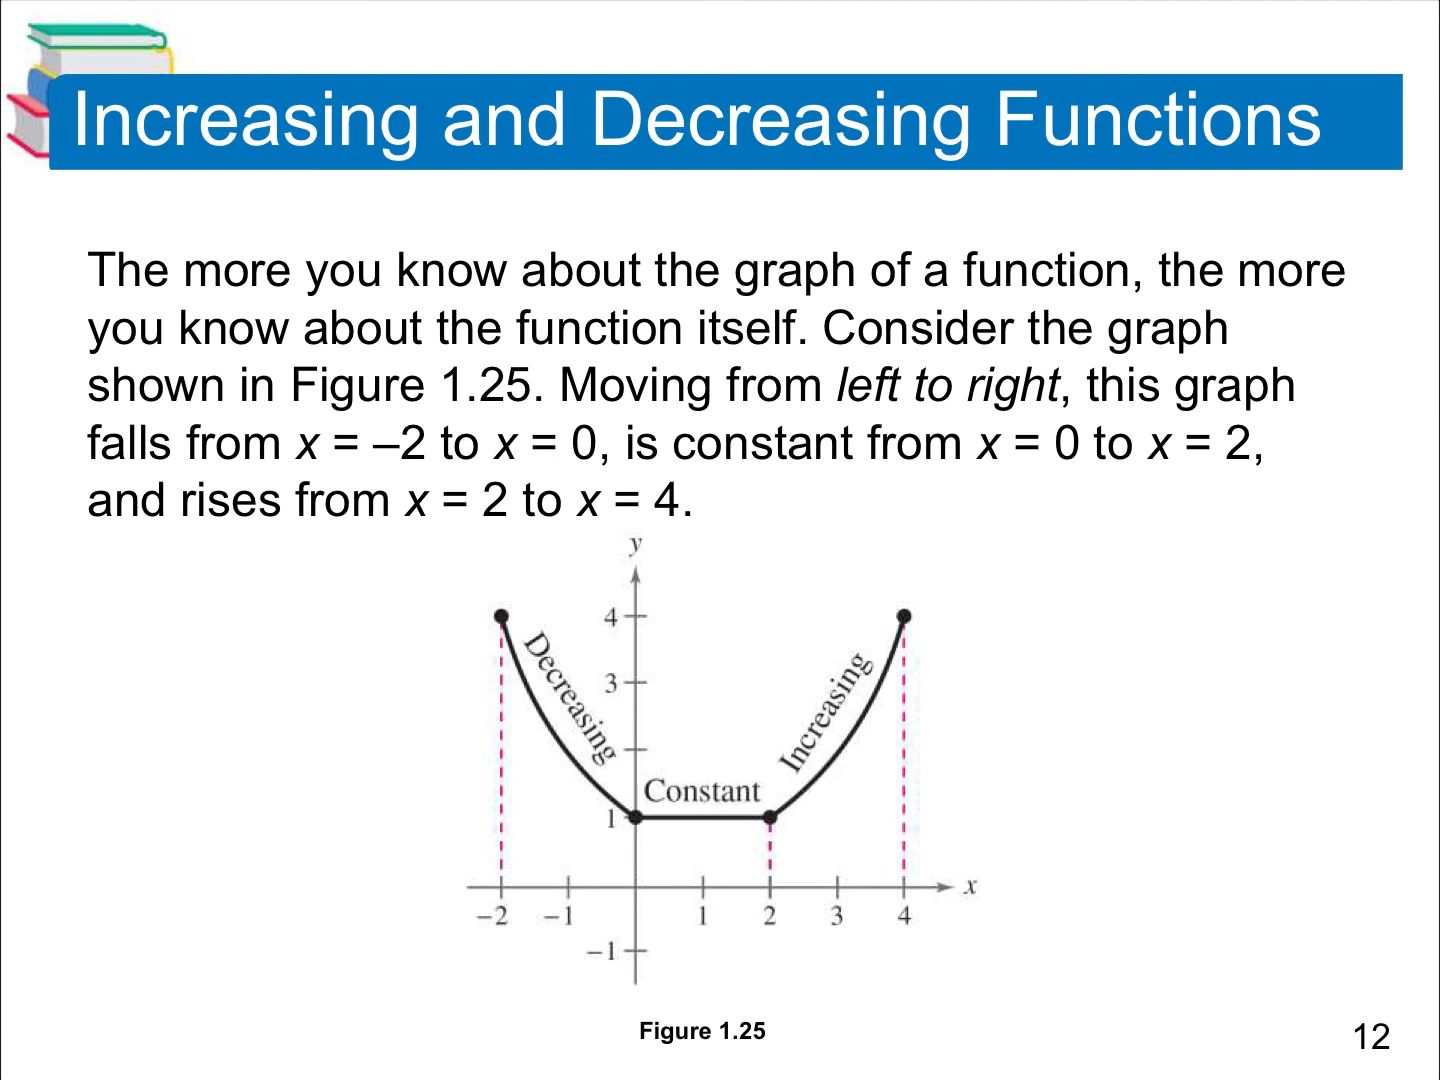 Increasing and Decreasing Functions
The more you know about the graph of a function, the more
you know about the function itself. Consider the graph
shown in Figure 1.25. Moving from left to right, this graph
falls from x = –2 to x = 0, is constant from x = 0 to x = 2,
and rises from x = 2 to x = 4.
y
4
3
1
−1
Decreasing
Constant
Increasing
x
−2 −1 1 2 3 4
Figure 1.25
12